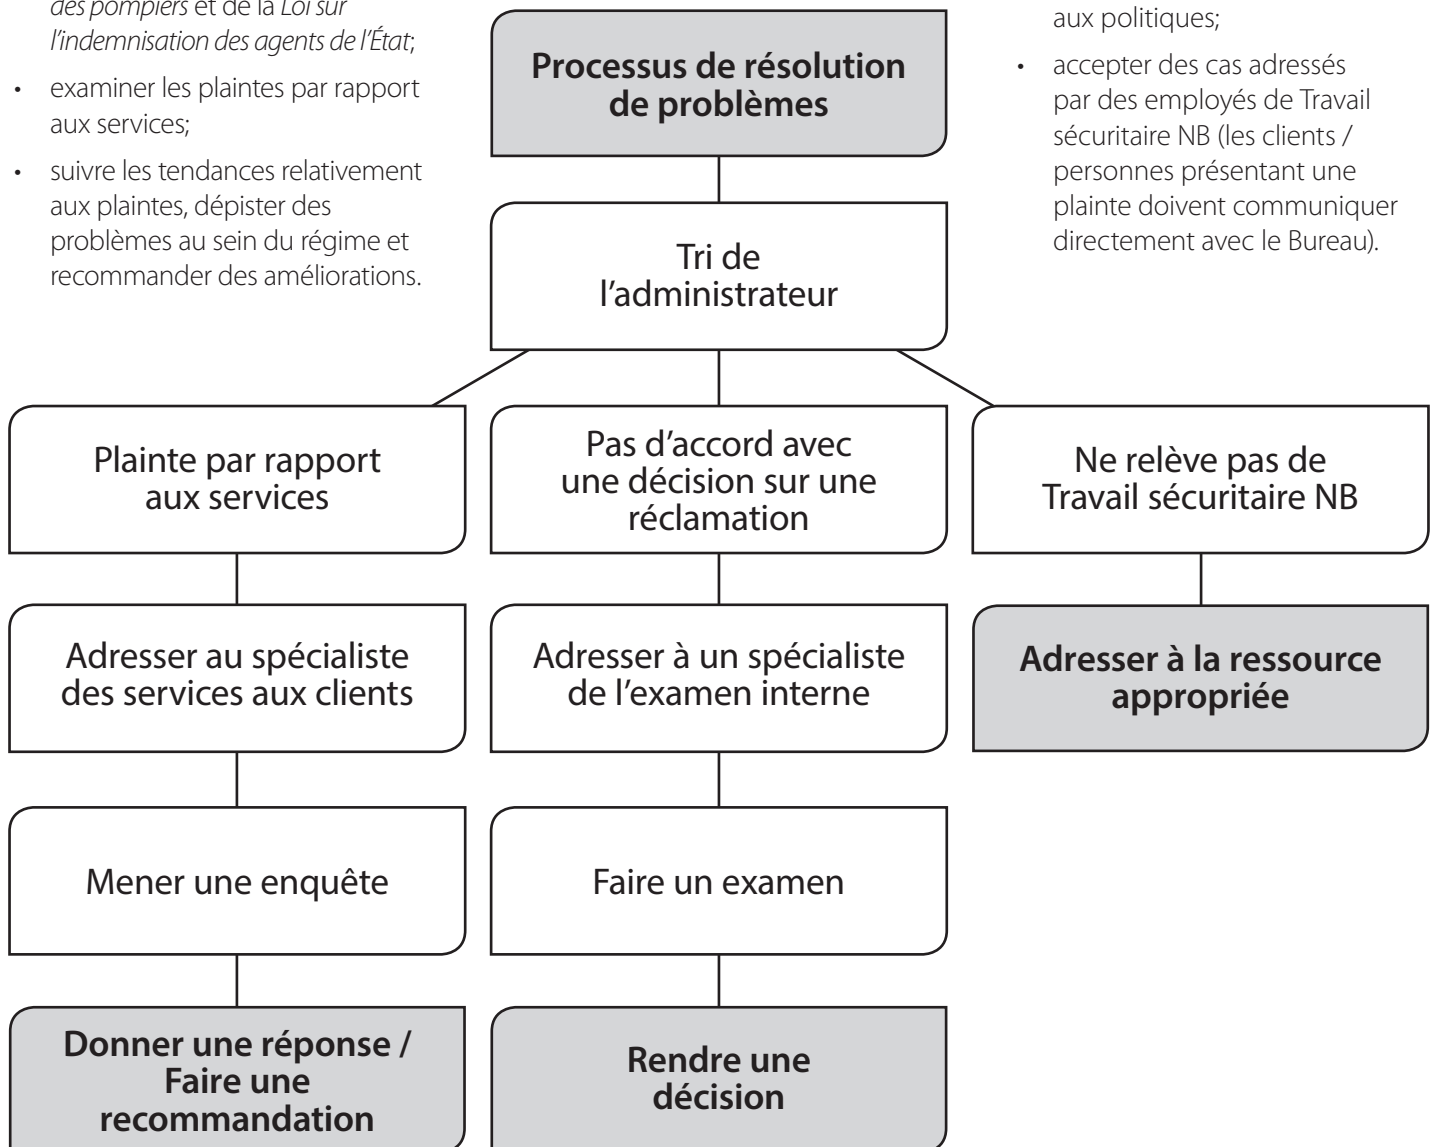 des pompiers et de la Loi sur
l'indemnisation des agents de l'État;
• examiner les plaintes par rapport
aux services;
• suivre les tendances relativement
aux plaintes, dépister des
problèmes au sein du régime et
recommander des améliorations.
aux politiques;
• accepter des cas adressés
par des employés de Travail
sécuritaire NB (les clients /
personnes présentant une
plainte doivent communiquer
directement avec le Bureau).
Processus de résolution
de problèmes
Tri de
l'administrateur
Plainte par rapport
aux services
Pas d'accord avec
une décision sur une
réclamation
Ne relève pas de
Travail sécuritaire NB
Adresser au spécialiste
des services aux clients
Adresser à un spécialiste
de l'examen interne
Adresser à la ressource
appropriée
Mener une enquête
Faire un examen
Donner une réponse /
Faire une
recommandation
Rendre une
décision